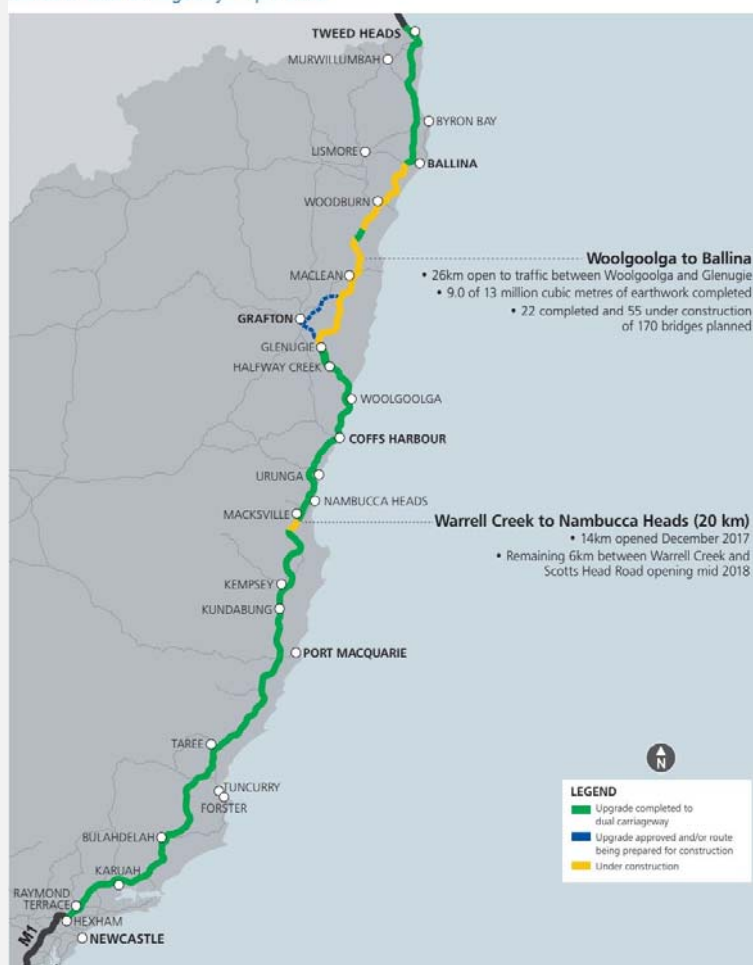 TWEED HEADS
MURWILLUMBAH
BYRON BAY
LISMORE
BALLINA
WOODBURN
Woolgoolga to Ballina
• 26km open to traffic between Woolgoolga and Glenugie
• 9.0 of 13 million cubic metres of earthwork completed
• 22 completed and 55 under construction
of 170 bridges planned
MACLEAN
GRAFTON
GLENUGIE
HALFWAY CREEK
WOOLGOOLGA
COFFS HARBOUR
URUNGA
NAMBUCCA HEADS
MACKSVILLE
Warrell Creek to Nambucca Heads (20 km)
• 14km opened December 2017
• Remaining 6km between Warrell Creek and
Scotts Head Road opening mid 2018
KEMPSEY
KUNDABUNG
PORT MACQUARIE
TAREE
TUNCURRY
FORSTER
BULAHDELAH
KARUAH
RAYMOND
TERRACE
HEXHAM
M1
NEWCASTLE
N
LEGEND
Upgrade completed to
dual carriageway
Upgrade approved and/or route
being prepared for construction
Under construction